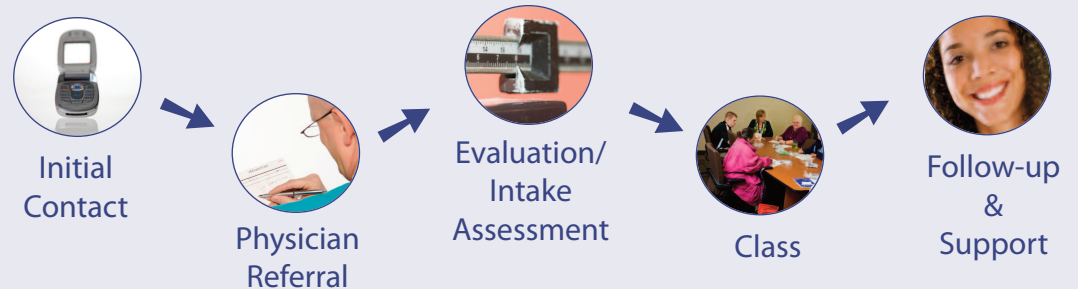 Initial
Contact
Physician
Referral
Evaluation/
Intake
Assessment
Class
Follow-up
&
Support